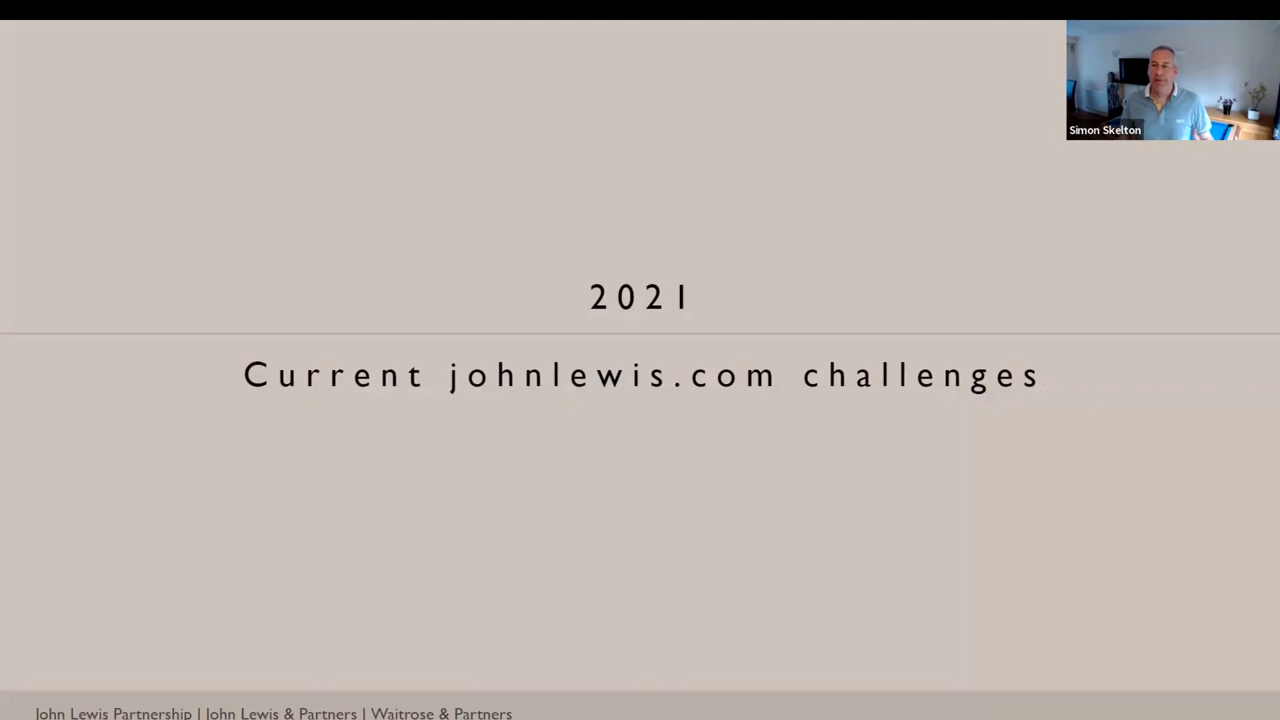 Simon Skelton
2021
Current johnlewis.com challenges
John Lewis Partnership | John Lewis & Partners | Waitrose & Partners